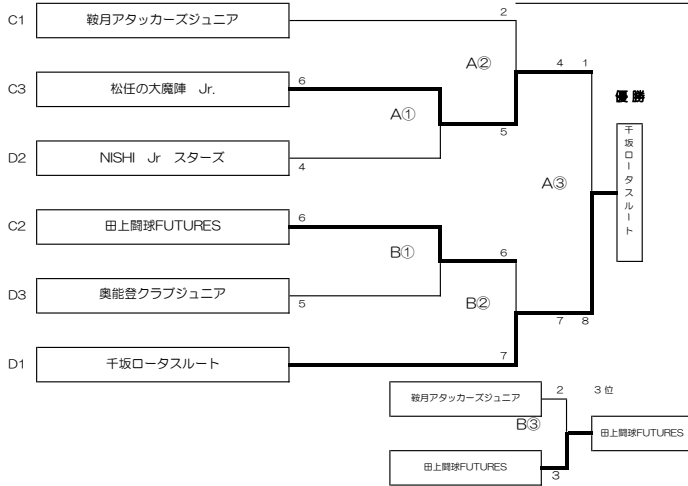 C1
鞍月アタッカーズジュニア
2
A②
4
1
C3
松任の大魔陣　Jr.
6
優勝
A①
5
千坂ロータスルート
D2
NISHI　Jr　スターズ
4
A③
C2
田上闘球FUTURES
6
B①
6
D3
奥能登クラブジュニア
5
B②
7
8
D1
千坂ロータスルート
7
鞍月アタッカーズジュニア
2
3位
B③
田上闘球FUTURES
田上闘球FUTURES
3